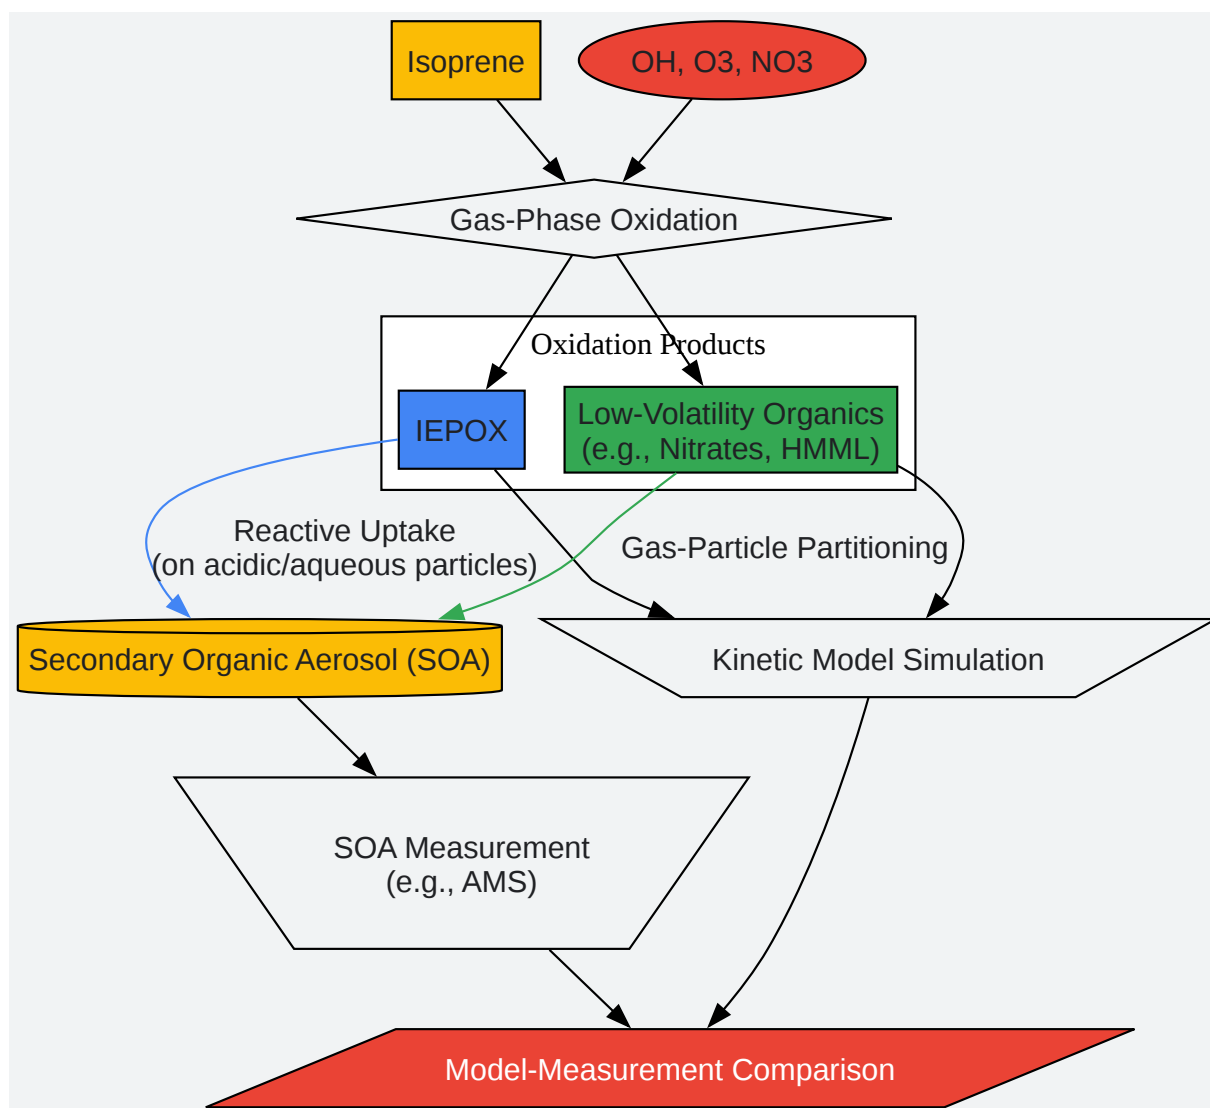 Isoprene
OH, O3, NO3
Gas-Phase Oxidation
Oxidation Products
IEPOX
Low-Volatility Organics
(e.g., Nitrates, HMML)
Reactive Uptake
(on acidic/aqueous particles)
Gas-Particle Partitioning
Secondary Organic Aerosol (SOA)
Kinetic Model Simulation
SOA Measurement
(e.g., AMS)
Model-Measurement Comparison